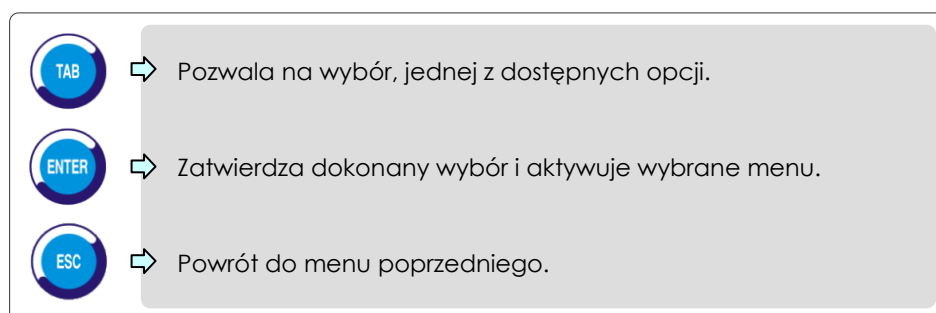 TAB Pozwala na wybór, jednej z dostępnych opcji.
ENTER Zatwierdza dokonany wybór i aktywuje wybrane menu.
ESC Powrót do menu poprzedniego.